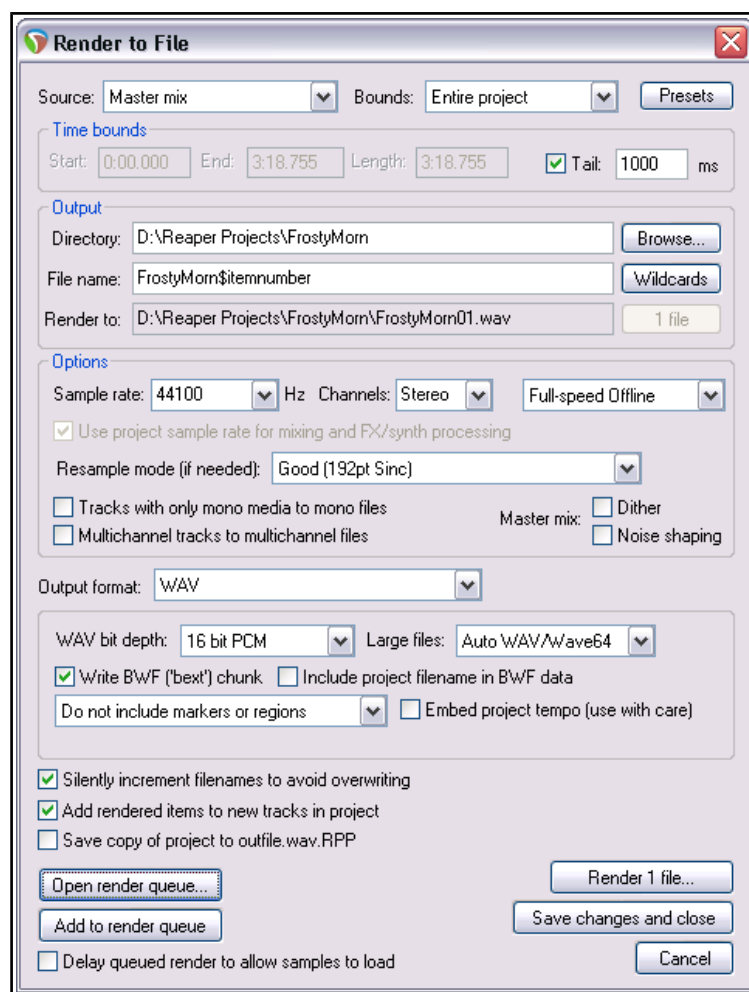 Render to File
Source: Master mix Bounds: Entire project Presets
Time bounds
Start: 0:00.000 End: 3:18.755 Length: 3:18.755 Tail: 1000 ms
Output
Directory: D:\Reaper Projects\FrostyMorn Browse...
File name: FrostyMorn$itemnumber Wildcards
Render to: D:\Reaper Projects\FrostyMorn\FrostyMorn01.wav 1 file
Options
Sample rate: 44100 Hz Channels: Stereo Full-speed Offline
Use project sample rate for mixing and FX/synth processing
Resample mode (if needed): Good (192pt Sinc)
Tracks with only mono media to mono files
Multichannel tracks to multichannel files
Master mix: Dither
Noise shaping
Output format: WAV
WAV bit depth: 16 bit PCM Large files: Auto WAV/Wave64
Write BWF ('bext') chunk Include project filename in BWF data
Do not include markers or regions Embed project tempo (use with care)
Silently increment filenames to avoid overwriting
Add rendered items to new tracks in project
Save copy of project to outfile.wav.RPP
Open render queue... Render 1 file...
Add to render queue Save changes and close
Delay queued render to allow samples to load Cancel